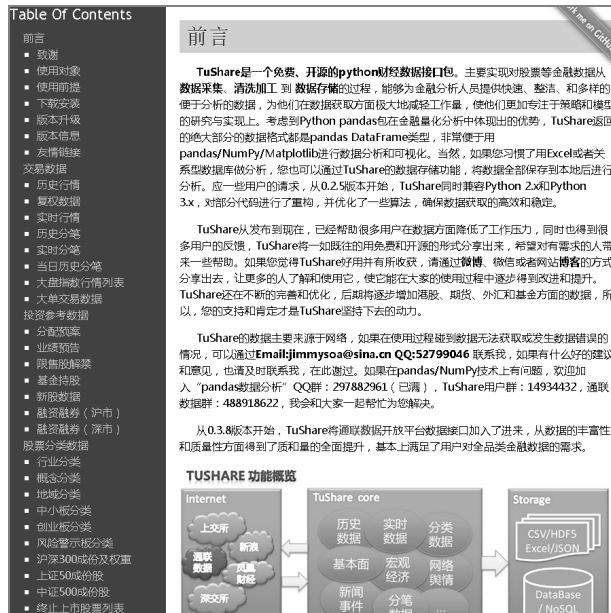 Table Of Contents
前言
致谢
使用对象
使用前提
下载安装
版本升级
版本信息
友情链接
交易数据
历史行情
复权数据
实时行情
历史分笔
实时分笔
当日历史分笔
大盘指数行情列表
大单交易数据
投资参考数据
分配预案
业绩预告
限售股解禁
基金持股
新股数据
融资融券（沪市）
融资融券（深市）
股票分类数据
行业分类
概念分类
地域分类
中小板分类
创业板分类
风险警示板分类
沪深300成份及权重
上证50成份股
中证500成份股
终止上市股票列表
rk me on GitHu
前言
TuShare是一个免费、开源的python财经数据接口包。主要实现对股票等金融数据从
数据采集、清洗加工 到 数据存储的过程，能够为金融分析人员提供快速、整洁、和多样的
便于分析的数据，为他们在数据获取方面极大地减轻工作量，使他们更加专注于策略和模型
的研究与实现上。考虑到Python pandas包在金融量化分析中体现出的优势，TuShare返回
的绝大部分的数据格式都是pandas DataFrame类型，非常便于用
pandas/NumPy/Matplotlib进行数据分析和可视化。当然，如果您习惯了用Excel或者关
系型数据库做分析，您也可以通过TuShare的数据存储功能，将数据全部保存到本地后进行
分析。应一些用户的请求，从0.2.5版本开始，TuShare同时兼容Python 2.x和Python
3.x，对部分代码进行了重构，并优化了一些算法，确保数据获取的高效和稳定。
TuShare从发布到现在，已经帮助很多用户在数据方面降低了工作压力，同时也得到很
多用户的反馈，TuShare将一如既往的用免费和开源的形式分享出来，希望对有需求的人带
来一些帮助。如果您觉得TuShare好用并有所收获，请通过微博、微信或者网站博客的方式
分享出去，让更多的人了解和使用它，使它能在大家的使用过程中逐步得到改进和提升。
TuShare还在不断的完善和优化，后期将逐步增加港股、期货、外汇和基金方面的数据，所
以，您的支持和肯定才是TuShare坚持下去的动力。
TuShare的数据主要来源于网络，如果在使用过程碰到数据无法获取或发生数据错误的
情况，可以通过Email:jimmysoa@sina.cn QQ:52799046 联系我，如果有什么好的建议
和意见，也请及时联系我，在此谢过。如果在pandas/NumPy技术上有问题，欢迎加
入“pandas数据分析”QQ群：297882961（已满），TuShare用户群：14934432，通联
数据群：488918622，我会和大家一起帮忙为您解决。
从0.3.8版本开始，TuShare将通联数据开放平台数据接口加入了进来，从数据的丰富性
和质量性方面得到了质和量的全面提升，基本上满足了用户对全品类金融数据的需求。
TUSHARE 功能概览
Internet
TuShare core
Storage
上交所
新浪
通联
数据
凤凰
财经
深交所
历史
数据
实时
数据
分类
数据
基本面
宏观
经济
网络
舆情
新闻
事件
分笔
数据
...
CSV/HDF5
Excel/JSON
DataBase
/ NoSQL